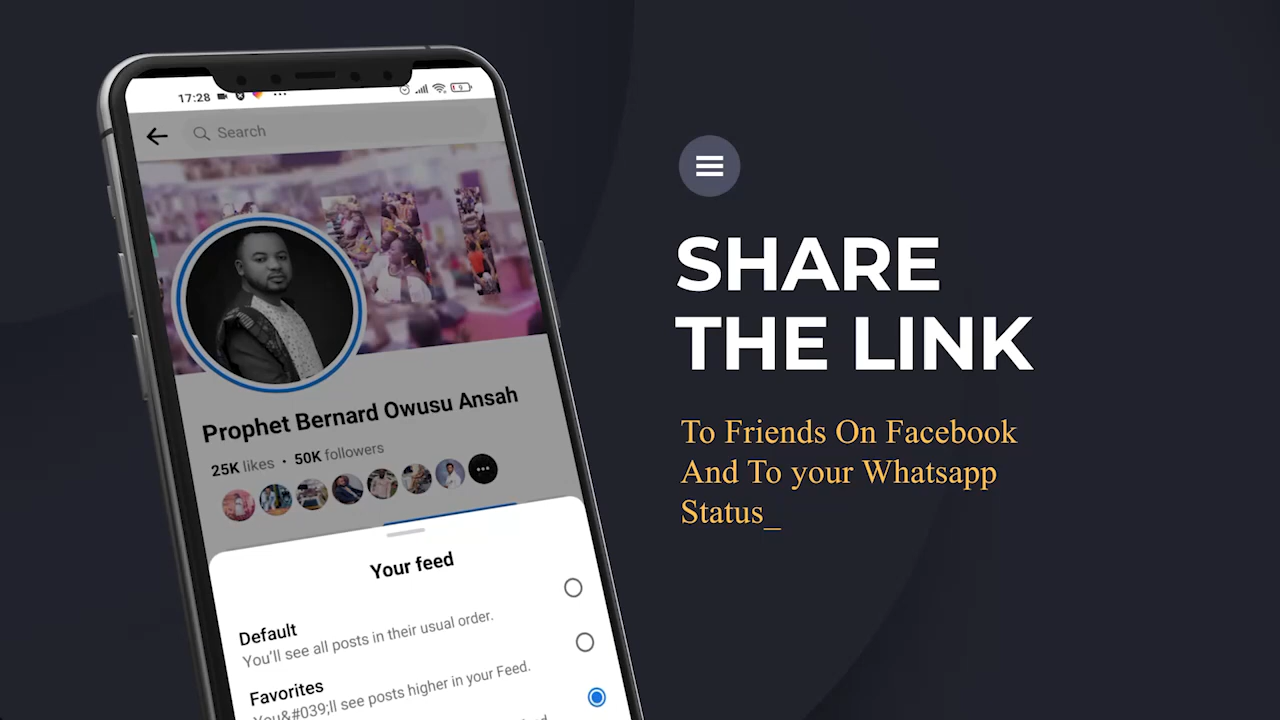 17:28
9
Search
Prophet Bernard Owusu Ansah
25K likes • 50K followers
Your feed
Default
You'll see all posts in their usual order.
Favorites
You&#039;ll see posts higher in your Feed.
SHARE
THE LINK
To Friends On Facebook
And To your Whatsapp
Status_